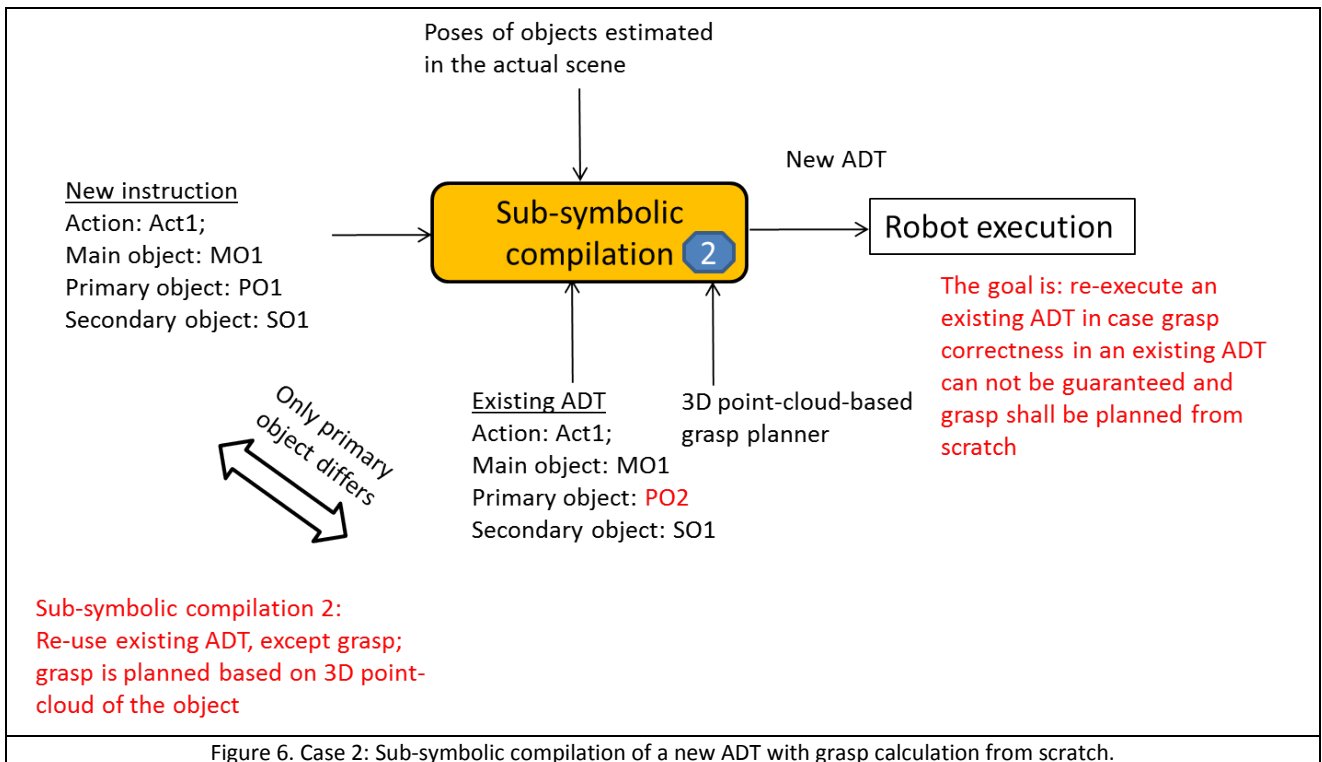 Poses of objects estimated
in the actual scene
New ADT
New instruction
Action: Act1;
Main object: MO1
Primary object: PO1
Secondary object: SO1
Sub-symbolic
compilation 2
Robot execution
The goal is: re-execute an
existing ADT in case grasp
correctness in an existing ADT
can not be guaranteed and
grasp shall be planned from
scratch
Only primary
object differs
Existing ADT
Action: Act1;
Main object: MO1
Primary object: PO2
Secondary object: SO1
3D point-cloud-based
grasp planner
Sub-symbolic compilation 2:
Re-use existing ADT, except grasp;
grasp is planned based on 3D point-
cloud of the object
Figure 6. Case 2: Sub-symbolic compilation of a new ADT with grasp calculation from scratch.